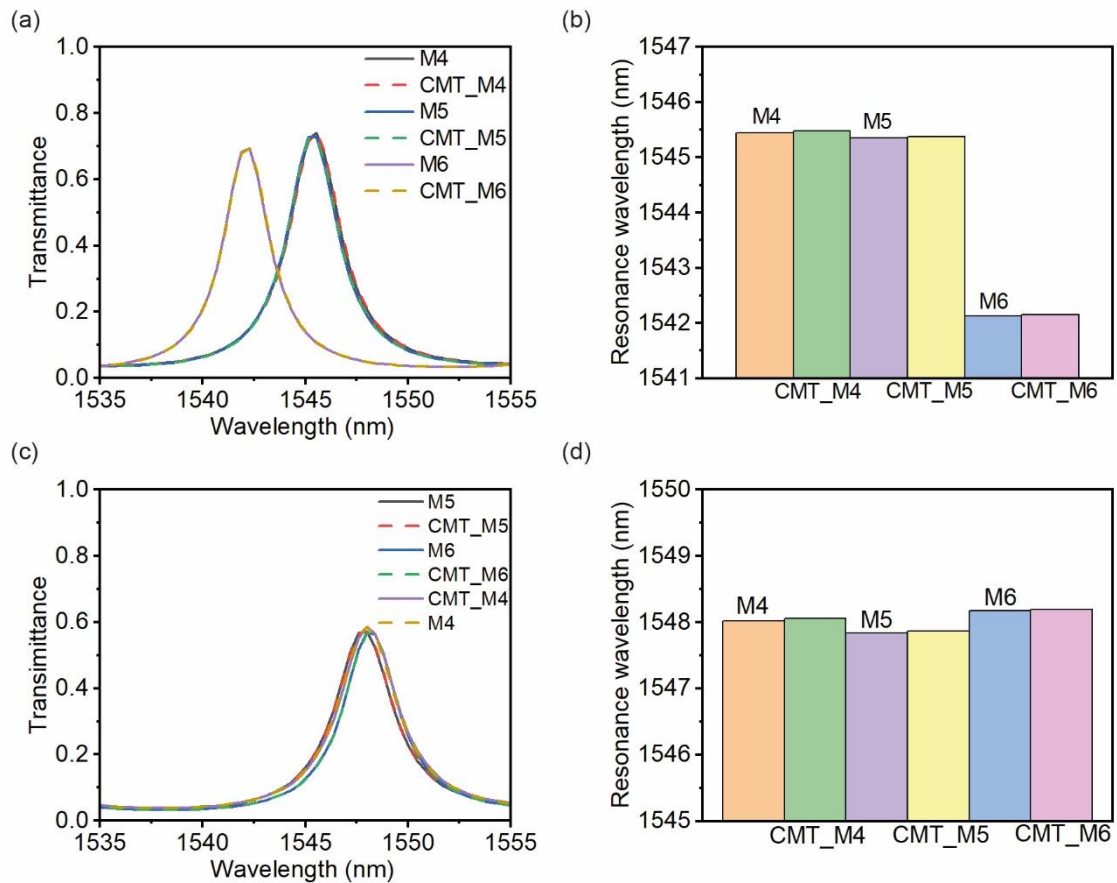 (a)
1.0
0.8
0.6
0.4
0.2
0.0
Transmittance
M4
CMT_M4
M5
CMT_M5
M6
CMT_M6
1535 1540 1545 1550 1555
Wavelength (nm)
(b)
1547
1546
1545
1544
1543
1542
1541
Resonance wavelength (nm)
M4
M5
M6
CMT_M4 CMT_M5 CMT_M6
(c)
1.0
0.8
0.6
0.4
0.2
0.0
Transimittance
M5
CMT_M5
M6
CMT_M6
CMT_M4
M4
1535 1540 1545 1550 1555
Wavelength (nm)
(d)
1550
1549
1548
1547
1546
1545
Resonance wavelength (nm)
M4
M5
M6
CMT_M4 CMT_M5 CMT_M6